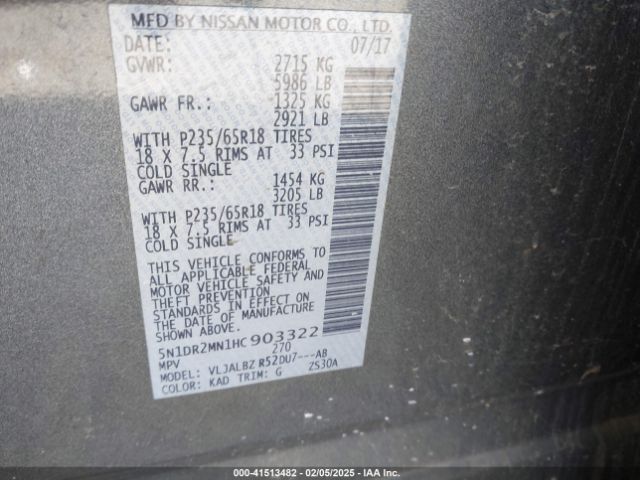 MFD BY NISSAN MOTOR CO., LTD.
DATE: 07/17
GVWR: 2715 KG
5986 LB
GAWR FR.: 1325 KG
2921 LB
WITH P235/65R18 TIRES
18 X 7.5 RIMS AT 33 PSI
COLD SINGLE
GAWR RR.: 1454 KG
3205 LB
WITH P235/65R18 TIRES
18 X 7.5 RIMS AT 33 PSI
COLD SINGLE
THIS VEHICLE CONFORMS TO
ALL APPLICABLE FEDERAL
MOTOR VEHICLE SAFETY AND
THEFT PREVENTION
STANDARDS IN EFFECT ON
THE DATE OF MANUFACTURE
SHOWN ABOVE.
5N1DR2MN1HC903322
MPV 270
MODEL: VLJALBZ R52DU7---AB
COLOR: KAD TRIM: G ZS30A
000-41513482 — 02/05/2025 — IAA Inc.